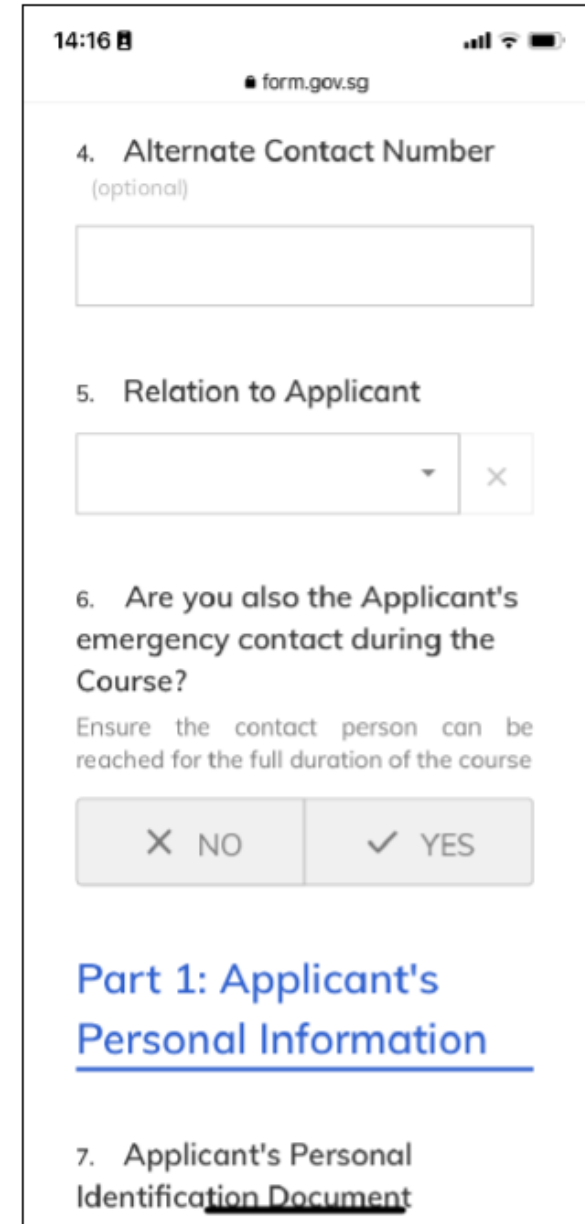 14:16
form.gov.sg
4. Alternate Contact Number
(optional)
5. Relation to Applicant
6. Are you also the Applicant's
emergency contact during the
Course?
Ensure the contact person can be
reached for the full duration of the course
NO YES
Part 1: Applicant's
Personal Information
7. Applicant's Personal
Identification Document